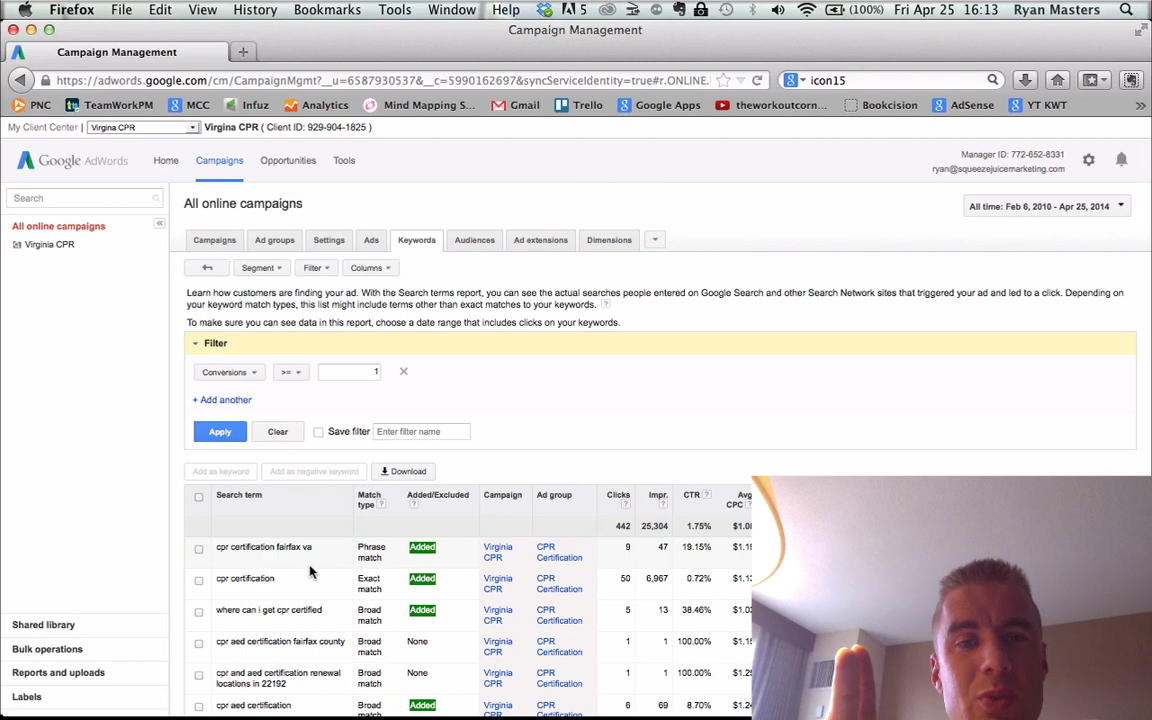 Firefox File Edit View History Bookmarks Tools Window Help 5 (100%) Fri Apr 25 16:13 Ryan Masters
Campaign Management
Campaign Management +
https://adwords.google.com/cm/CampaignMgmt?__u=6587930537&__c=5990162697&syncServiceIdentity=true#r.ONLINE. icon15
PNC TeamWorkPM MCC Infuz Analytics Mind Mapping S... Gmail Trello Google Apps theworkoutcorn... Bookcision AdSense YT KWT »
My Client Center Virgina CPR Virgina CPR ( Client ID: 929-904-1825 )
Google AdWords Home Campaigns Opportunities Tools
Manager ID: 772-652-8331
ryan@squeezejuicemarketing.com
Search
All online campaigns
Virginia CPR
All online campaigns
All time: Feb 6, 2010 - Apr 25, 2014
Campaigns Ad groups Settings Ads Keywords Audiences Ad extensions Dimensions
Segment Filter Columns
Learn how customers are finding your ad. With the Search terms report, you can see the actual searches people entered on Google Search and other Search Network sites that triggered your ad and led to a click. Depending on
your keyword match types, this list might include terms other than exact matches to your keywords. ?
To make sure you can see data in this report, choose a date range that includes clicks on your keywords.
Filter
Conversions >= 1 ×
+ Add another
Apply Clear Save filter Enter filter name
Add as keyword Add as negative keyword Download
Search term Match type ? Added/Excluded ? Campaign Ad group Clicks ? Impr. ? CTR ? Avg. CPC
442 25,304 1.75%
cpr certification fairfax va Phrase match Added Virginia CPR CPR Certification 9 47 19.15%
cpr certification Exact match Added Virginia CPR CPR Certification 50 6,967 0.72%
where can i get cpr certified Broad match Added Virginia CPR CPR Certification 5 13 38.46%
cpr aed certification fairfax county Broad match None Virginia CPR CPR Certification 1 1 100.00%
cpr and aed certification renewal locations in 22192 Broad match None Virginia CPR CPR Certification 1 1 100.00%
cpr aed certification Broad match Added Virginia CPR CPR Certification 6 69 8.70%
Shared library
Bulk operations
Reports and uploads
Labels